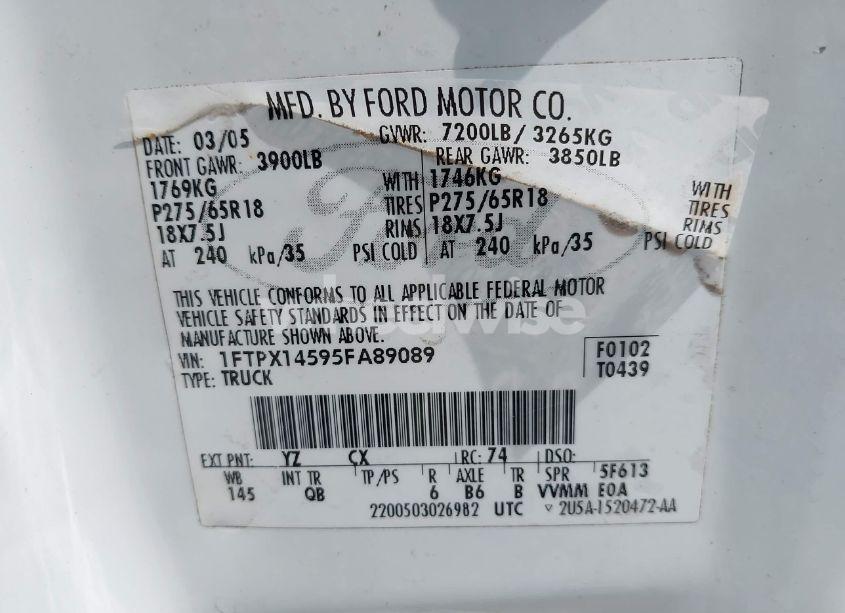 MFD. BY FORD MOTOR CO.
DATE: 03/05 GVWR: 7200LB / 3265KG
FRONT GAWR: 3900LB REAR GAWR: 3850LB
1769KG WITH 1746KG WITH
P275/65R18 TIRES P275/65R18 TIRES
18X7.5J RIMS 18X7.5J RIMS
AT 240 kPa/35 PSI COLD AT 240 kPa/35 PSI COLD
Ford
THIS VEHICLE CONFORMS TO ALL APPLICABLE FEDERAL MOTOR
VEHICLE SAFETY STANDARDS IN EFFECT ON THE DATE OF
MANUFACTURE SHOWN ABOVE.
VIN: 1FTPX14595FA89089 F0102
TYPE: TRUCK T0439
EXT PNT: YZ CX RC: 74 DSO:
WB INT TR TP/PS R AXLE TR SPR 5F613
145 QB 6 B6 B VVMM E0A
2200503026982 UTC ▽ 2U5A-1520472-AA